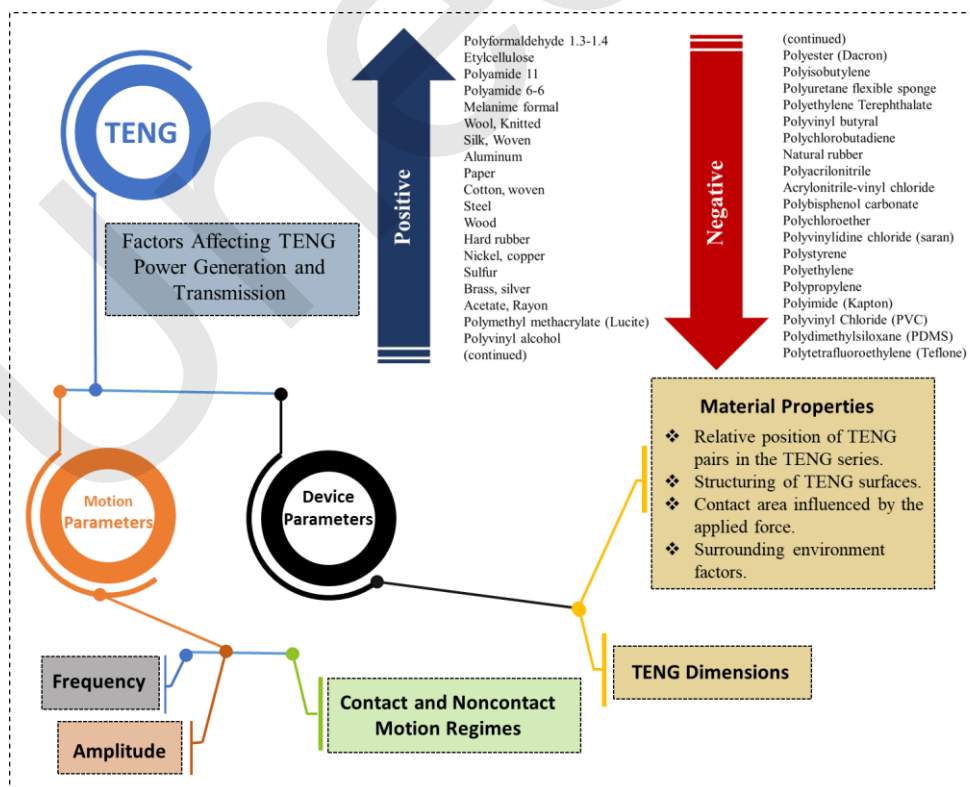 TENG
Factors Affecting TENG
Power Generation and
Transmission
Positive
Polyformaldehyde 1.3-1.4
Etylcellulose
Polyamide 11
Polyamide 6-6
Melanime formal
Wool, Knitted
Silk, Woven
Aluminum
Paper
Cotton, woven
Steel
Wood
Hard rubber
Nickel, copper
Sulfur
Brass, silver
Acetate, Rayon
Polymethyl methacrylate (Lucite)
Polyvinyl alcohol
(continued)
Negative
(continued)
Polyester (Dacron)
Polyisobutylene
Polyuretane flexible sponge
Polyethylene Terephthalate
Polyvinyl butyral
Polychlorobutadiene
Natural rubber
Polyacrilonitrile
Acrylonitrile-vinyl chloride
Polybisphenol carbonate
Polychloroether
Polyvinylidine chloride (saran)
Polystyrene
Polyethylene
Polypropylene
Polyimide (Kapton)
Polyvinyl Chloride (PVC)
Polydimethylsiloxane (PDMS)
Polytetrafluoroethylene (Teflone)
Motion
Parameters
Device
Parameters
Material Properties
❖ Relative position of TENG
pairs in the TENG series.
❖ Structuring of TENG surfaces.
❖ Contact area influenced by the
applied force.
❖ Surrounding environment
factors.
Frequency
Amplitude
Contact and Noncontact
Motion Regimes
TENG Dimensions